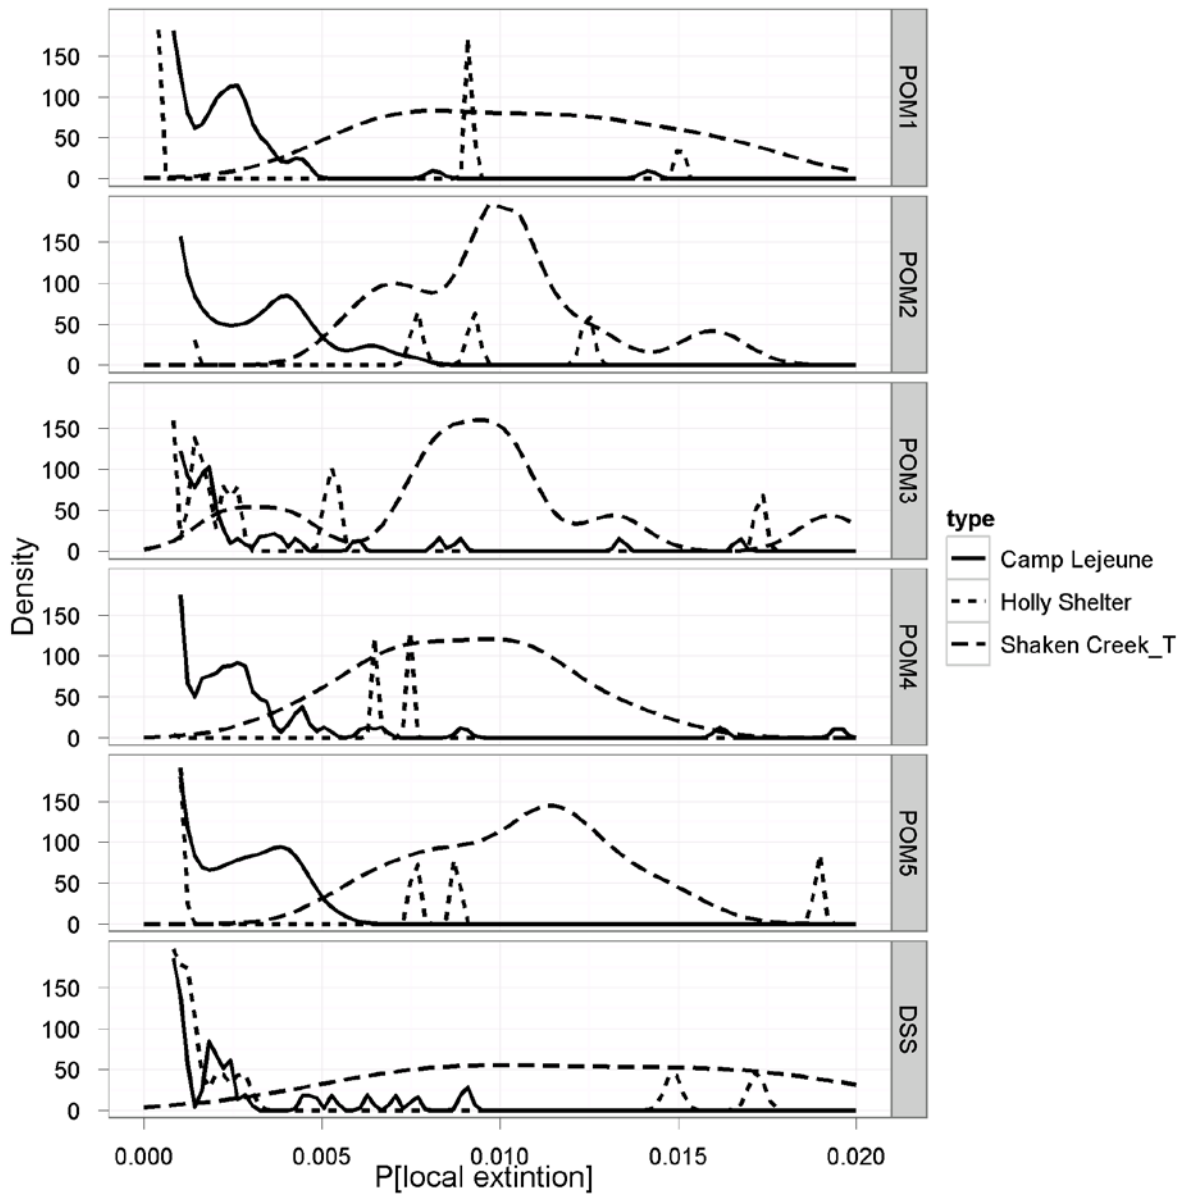 150
100
50
0
POM1
150
100
50
0
POM2
150
100
50
0
POM3
150
100
50
0
POM4
150
100
50
0
POM5
150
100
50
0
DSS
Density
0.000 0.005 0.010 0.015 0.020
P[local extintion]
type
Camp Lejeune
Holly Shelter
Shaken Creek_T